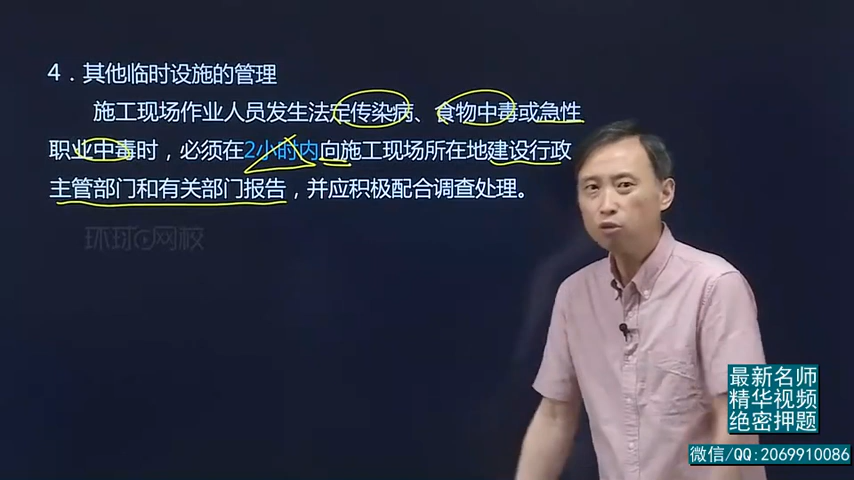 4．其他临时设施的管理
施工现场作业人员发生法定传染病、食物中毒或急性
职业中毒时，必须在2小时内向施工现场所在地建设行政
主管部门和有关部门报告，并应积极配合调查处理。
环球网校
最新名师
精华视频
绝密押题
微信/QQ:2069910086